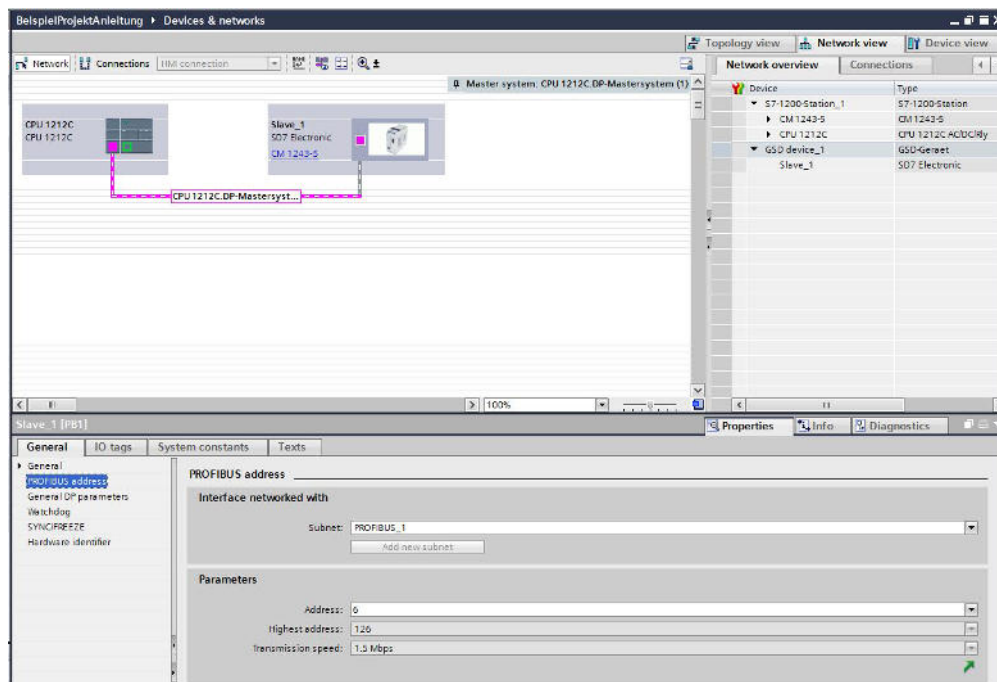 BeispielProjektAnleitung ▸ Devices & networks
Topology view Network view Device view
Network Connections HMI connection
Network overview Connections
Master system: CPU 1212C.DP-Mastersystem (1)
Device Type
S7-1200-Station_1 S7-1200-Station
CM 1243-5 CM 1243-5
CPU 1212C CPU 1212C AC/DC/Rly
GSD device_1 GSD-Geraet
Slave_1 SD7 Electronic
CPU 1212C
CPU 1212C
Slave_1
SD7 Electronic
CM 1243-5
CPU 1212C.DP-Mastersyst...
100%
Slave_1 [PB1]
Properties Info Diagnostics
General IO tags System constants Texts
General
PROFIBUS address
General DP parameters
Watchdog
SYNC/FREEZE
Hardware identifier
PROFIBUS address
Interface networked with
Subnet: PROFIBUS_1
Add new subnet
Parameters
Address: 6
Highest address: 126
Transmission speed: 1.5 Mbps